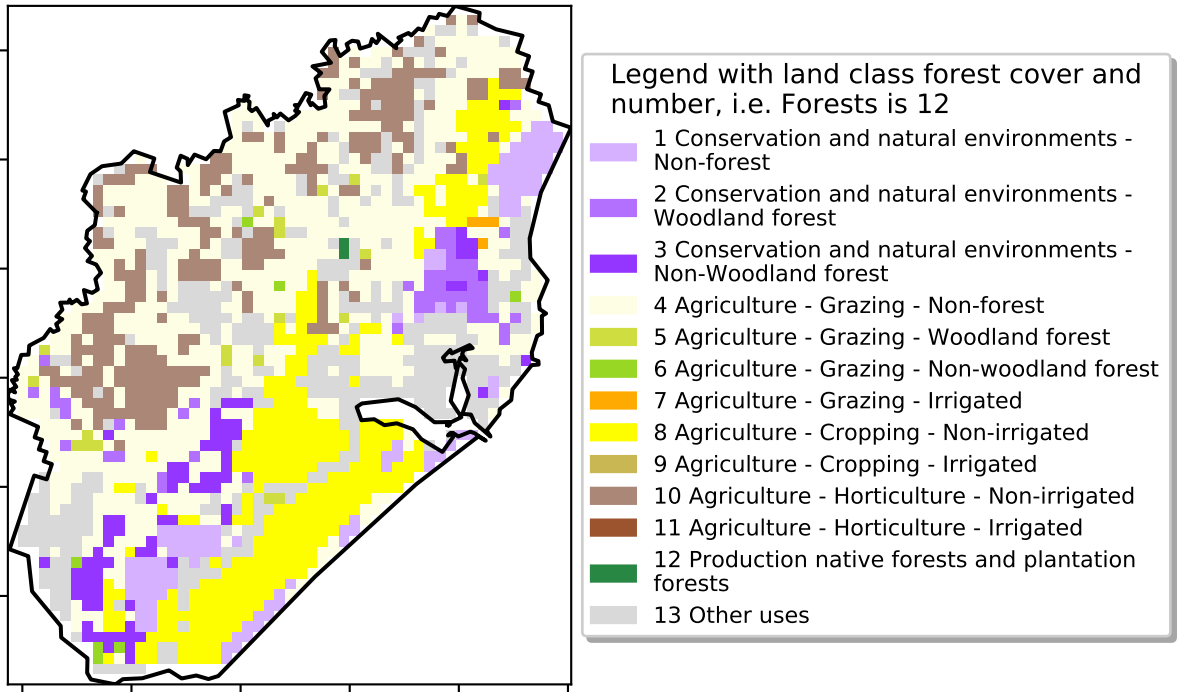 Legend with land class forest cover and
number, i.e. Forests is 12
1 Conservation and natural environments -
Non-forest
2 Conservation and natural environments -
Woodland forest
3 Conservation and natural environments -
Non-Woodland forest
4 Agriculture - Grazing - Non-forest
5 Agriculture - Grazing - Woodland forest
6 Agriculture - Grazing - Non-woodland forest
7 Agriculture - Grazing - Irrigated
8 Agriculture - Cropping - Non-irrigated
9 Agriculture - Cropping - Irrigated
10 Agriculture - Horticulture - Non-irrigated
11 Agriculture - Horticulture - Irrigated
12 Production native forests and plantation
forests
13 Other uses